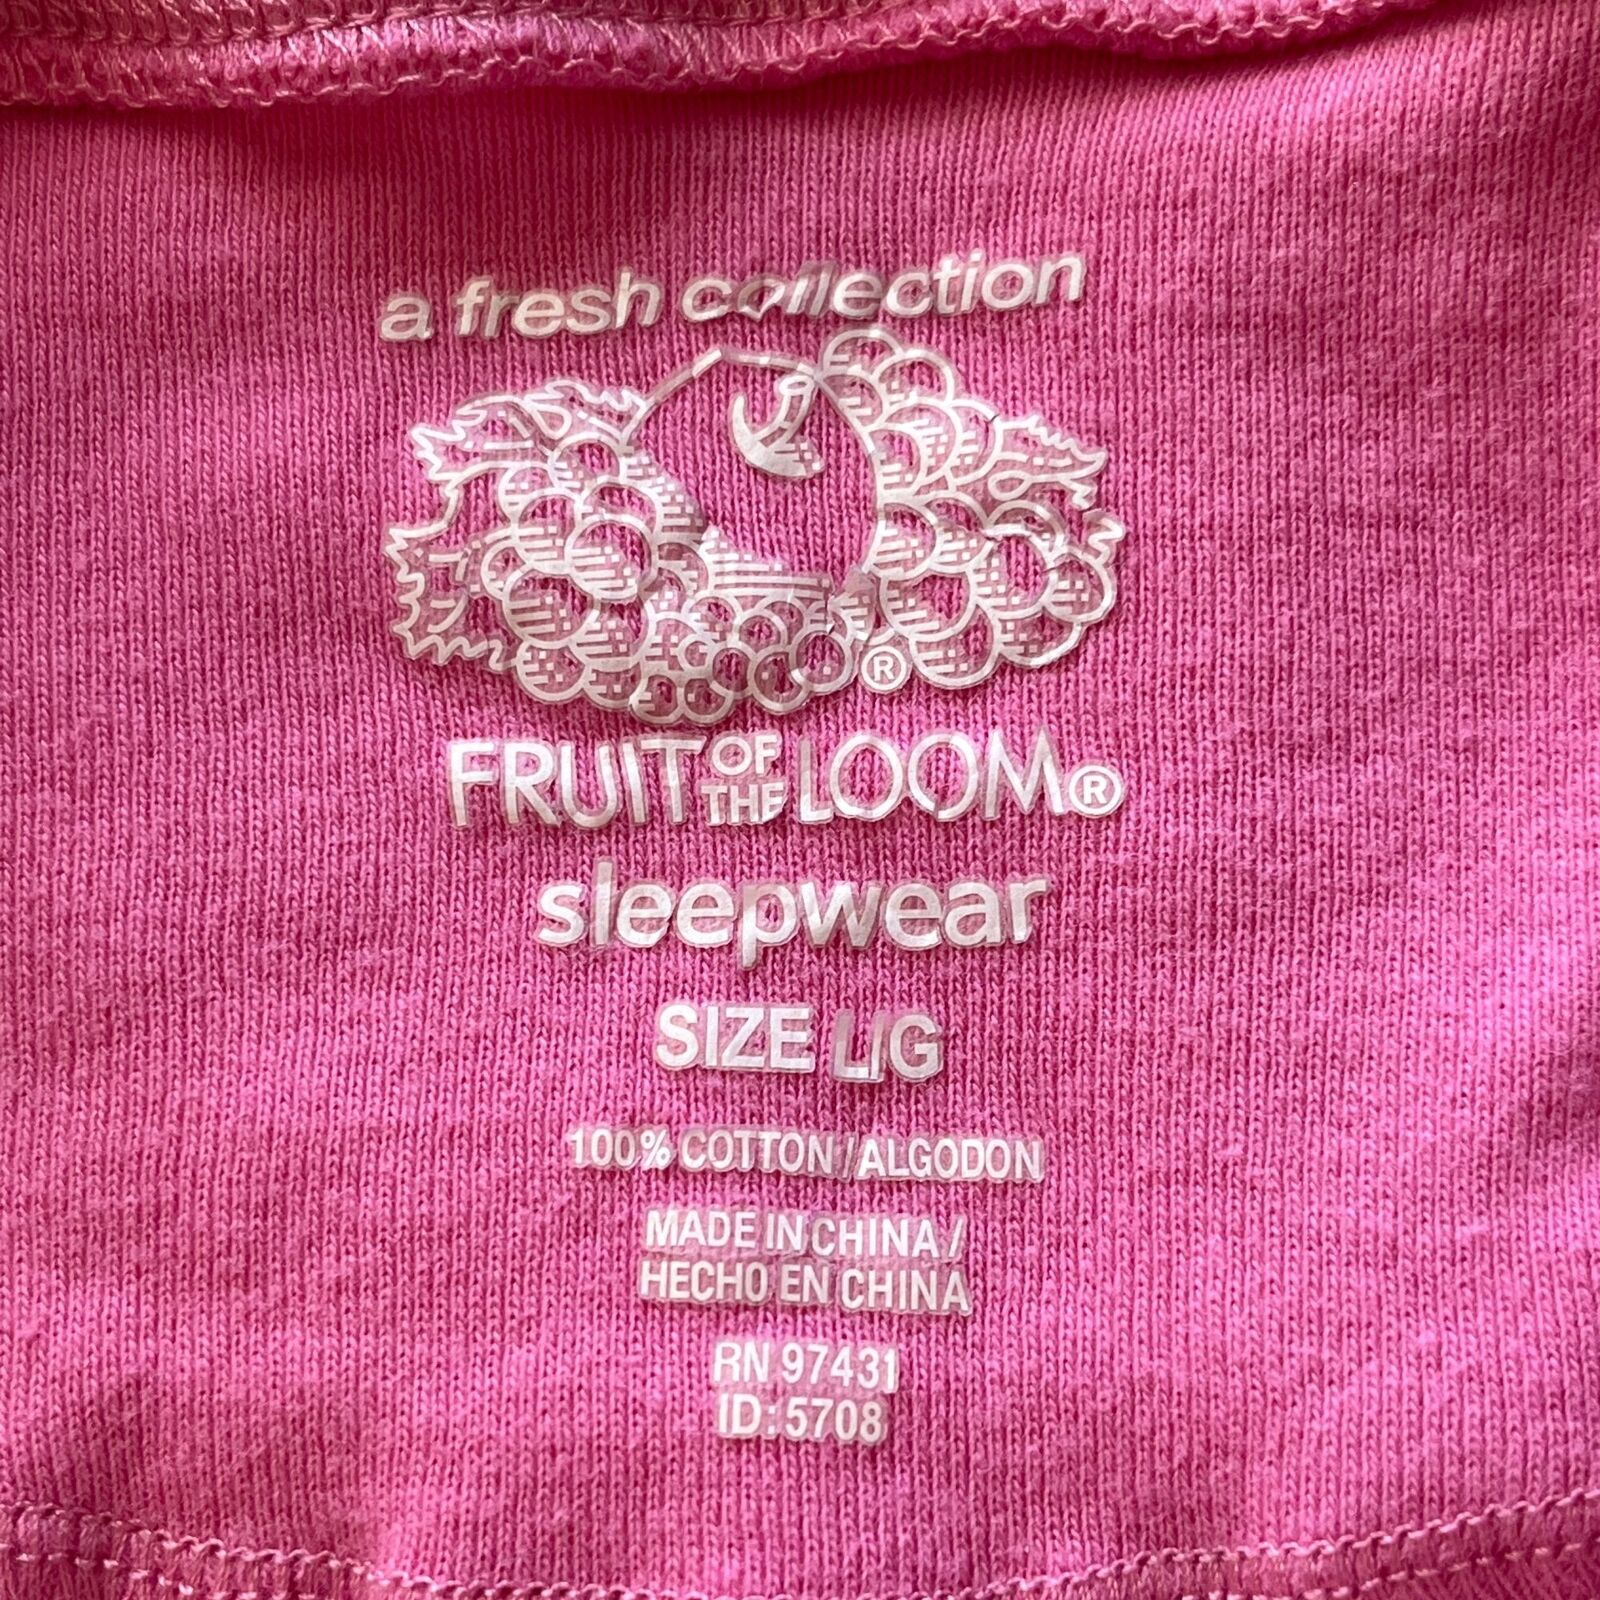 a fresh collection
®
FRUIT OF THE LOOM®
sleepwear
SIZE L/G
100% COTTON/ALGODON
MADE IN CHINA/
HECHO EN CHINA
RN 97431
ID:5708